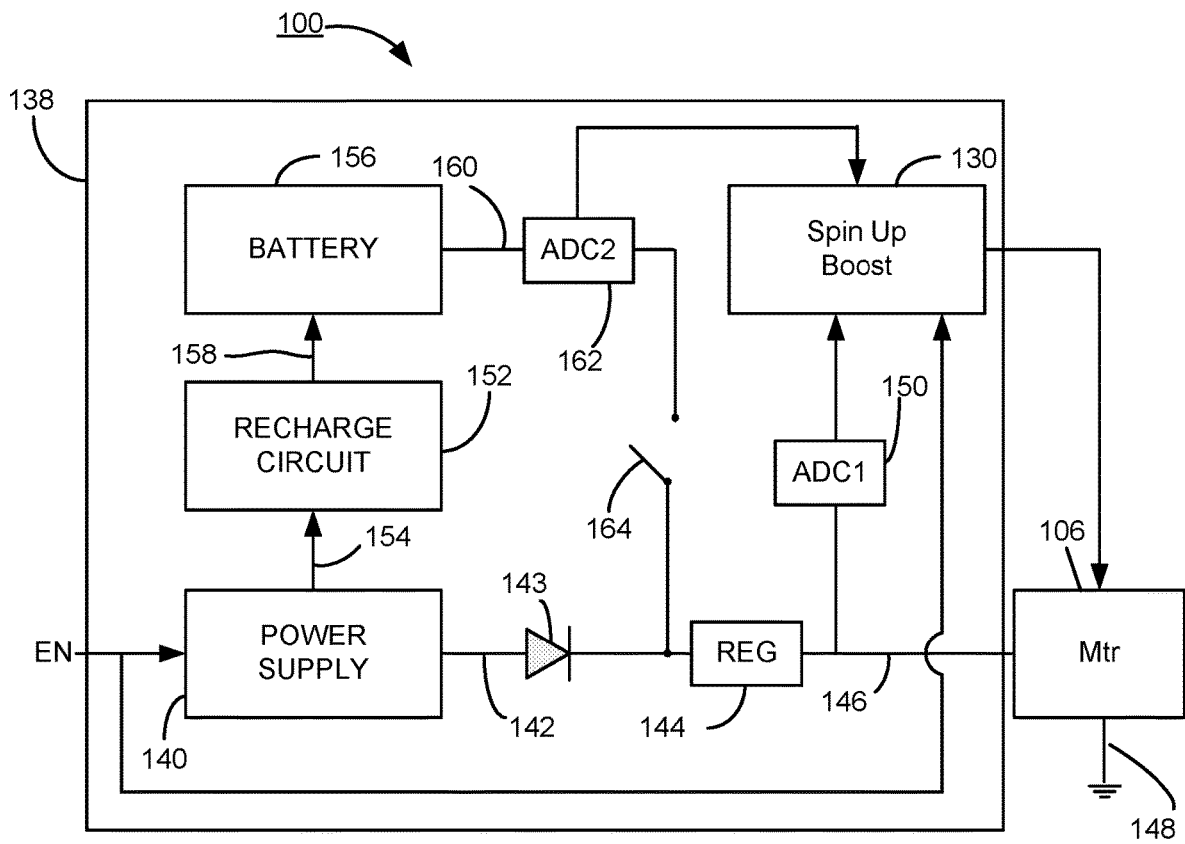 100
138
156
160
130
BATTERY
ADC2
Spin Up
Boost
158
162
152
150
RECHARGE
CIRCUIT
ADC1
164
154
106
143
EN
POWER
SUPPLY
REG
Mtr
140
142
144
146
148